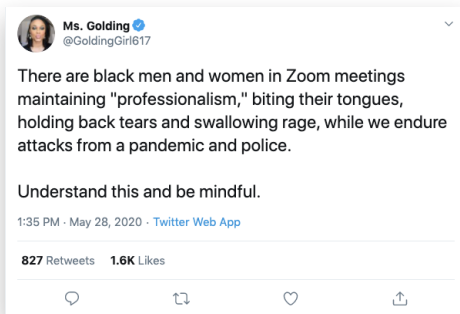 Ms. Golding
@GoldingGirl617
There are black men and women in Zoom meetings
maintaining "professionalism," biting their tongues,
holding back tears and swallowing rage, while we endure
attacks from a pandemic and police.
Understand this and be mindful.
1:35 PM · May 28, 2020 · Twitter Web App
827 Retweets 1.6K Likes